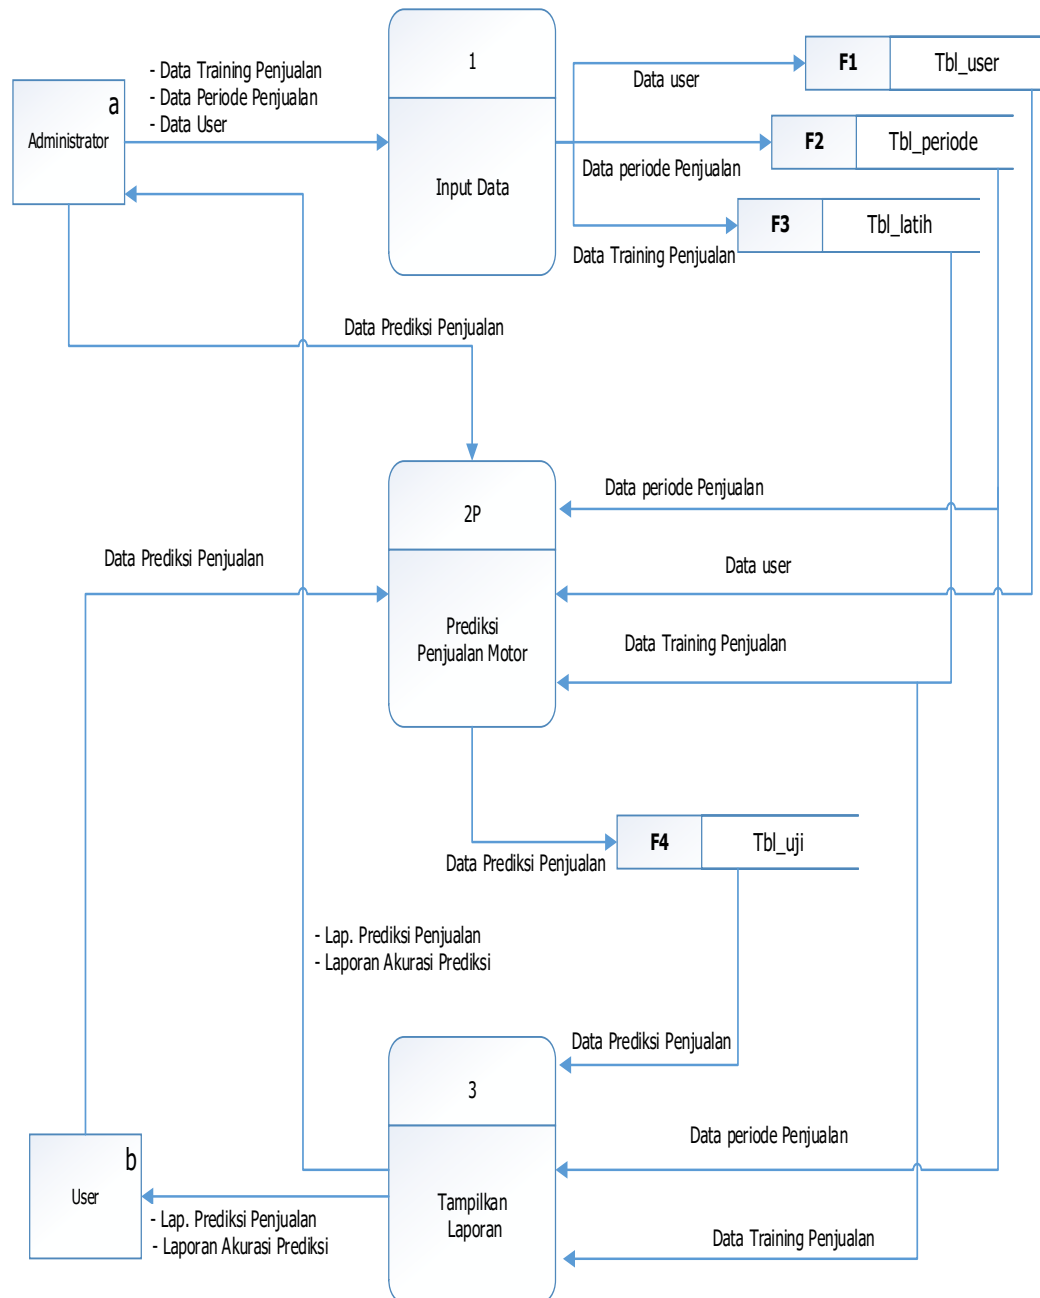 1
Input Data
a
Administrator
- Data Training Penjualan
- Data Periode Penjualan
- Data User
Data user
F1
Tbl_user
Data periode Penjualan
F2
Tbl_periode
Data Training Penjualan
F3
Tbl_latih
Data Prediksi Penjualan
2P
Prediksi
Penjualan Motor
Data periode Penjualan
Data user
Data Training Penjualan
Data Prediksi Penjualan
Data Prediksi Penjualan
F4
Tbl_uji
- Lap. Prediksi Penjualan
- Laporan Akurasi Prediksi
Data Prediksi Penjualan
3
Tampilkan
Laporan
Data periode Penjualan
Data Training Penjualan
b
User
- Lap. Prediksi Penjualan
- Laporan Akurasi Prediksi